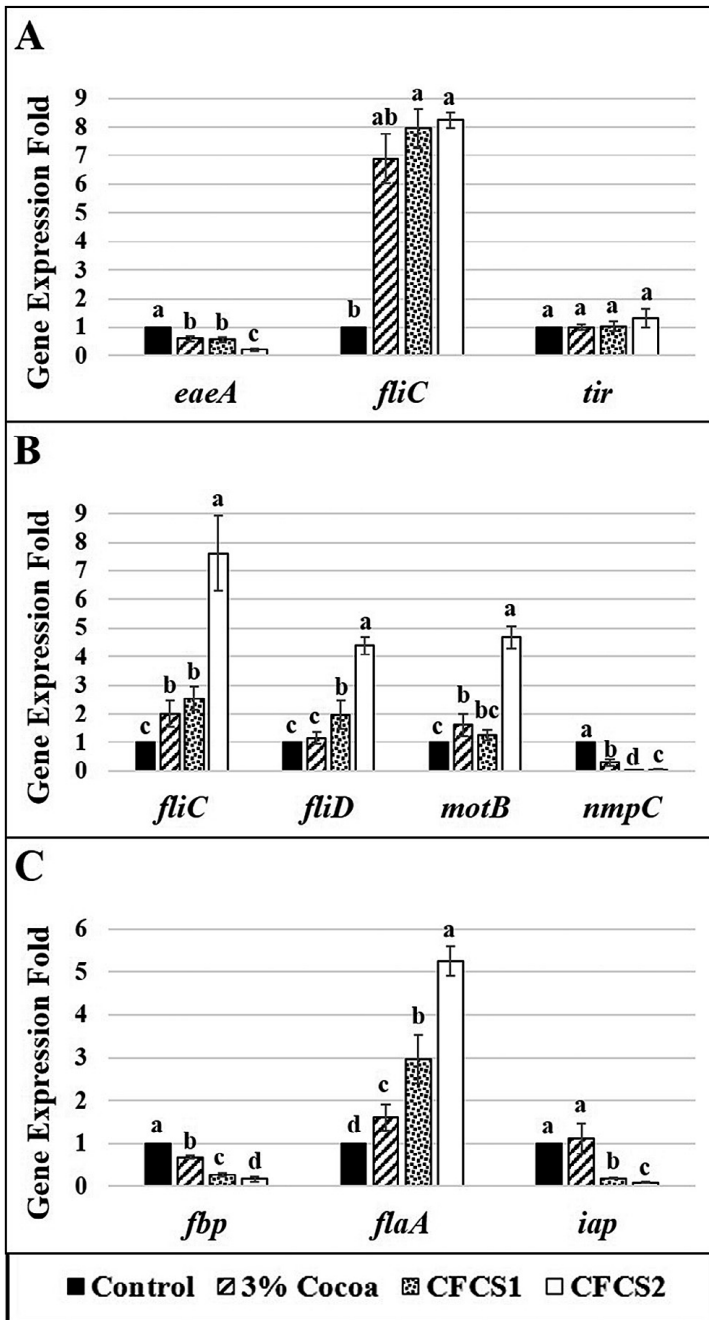 A
Gene Expression Fold
9
8
7
6
5
4
3
2
1
0
a b b c
b ab a a
a a a a
eaeA fliC tir
B
Gene Expression Fold
9
8
7
6
5
4
3
2
1
0
c b b a
c c b a
c b bc a
a b d c
fliC fliD motB nmpC
C
Gene Expression Fold
6
5
4
3
2
1
0
a b c d
d c b a
a a b c
fbp flaA iap
Control 3% Cocoa CFCS1 CFCS2